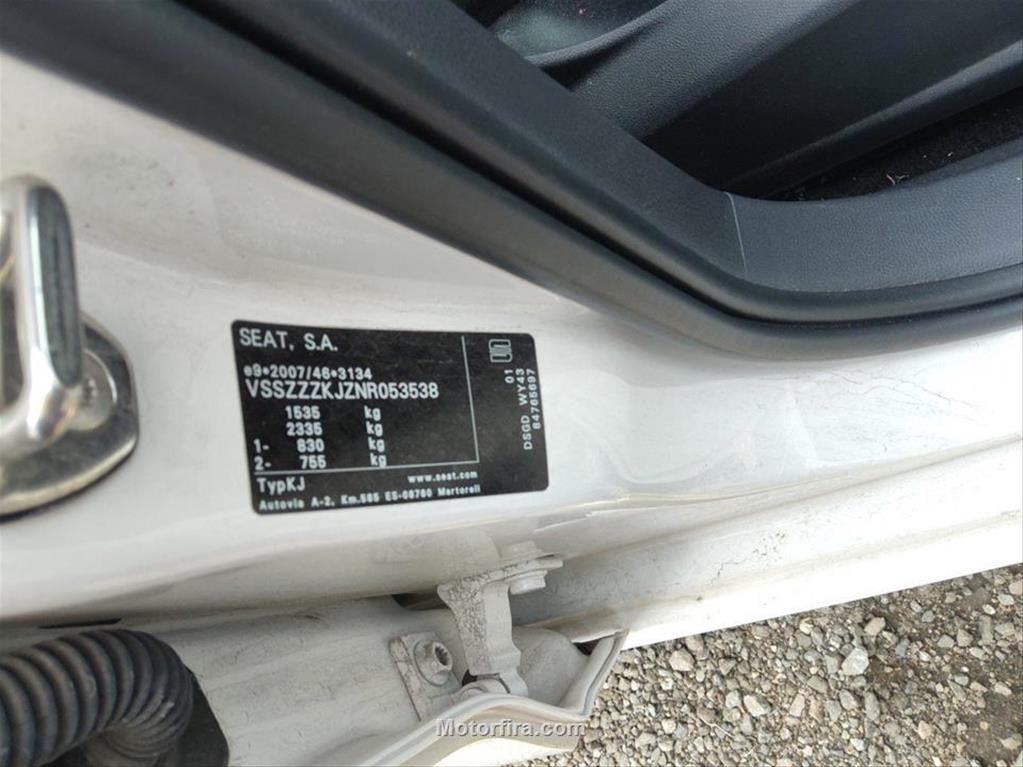 SEAT, S.A.
e9*2007/46*3134
VSSZZZKJZNR053538
1535 kg
2335 kg
1- 830 kg
2- 755 kg
TypKJ www.seat.com
Autovía A-2, Km.585 ES-08760 Martorell
01
DSGD WY43
84765697
Motorfira.com